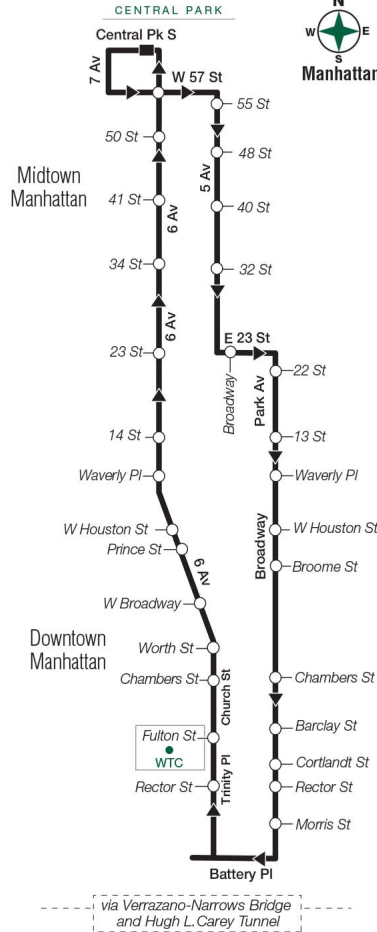 CENTRAL PARK
N
W E
S
Manhattan
Central Pk S
7 Av
W 57 St
55 St
50 St
48 St
5 Av
Midtown
Manhattan
41 St
6 Av
40 St
34 St
32 St
6 Av
23 St
E 23 St
Broadway
Park Av
22 St
14 St
13 St
Waverly Pl
Waverly Pl
W Houston St
Prince St
6 Av
Broadway
W Houston St
Broome St
W Broadway
Downtown
Manhattan
Worth St
Chambers St
Church St
Chambers St
Fulton St
WTC
Barclay St
Cortlandt St
Rector St
Trinity Pl
Rector St
Morris St
Battery Pl
via Verrazano-Narrows Bridge
and Hugh L.Carey Tunnel